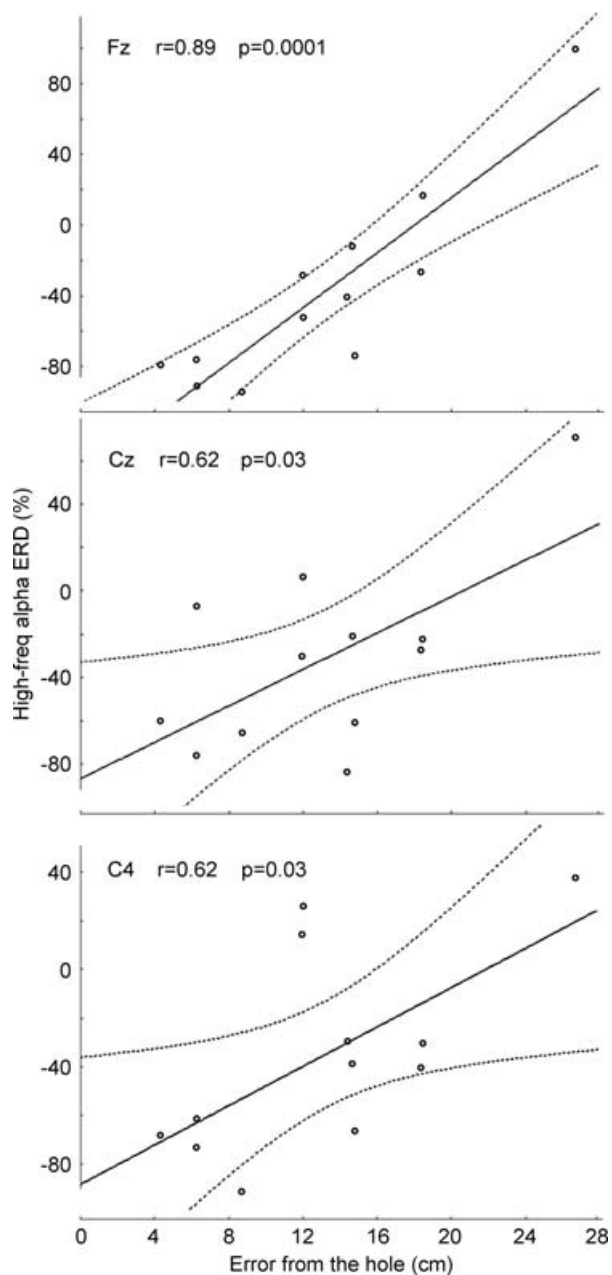 Fz r=0.89 p=0.0001
80
40
0
-40
-80
Cz r=0.62 p=0.03
40
0
-40
-80
High-freq alpha ERD (%)
C4 r=0.62 p=0.03
40
0
-40
-80
0 4 8 12 16 20 24 28
Error from the hole (cm)